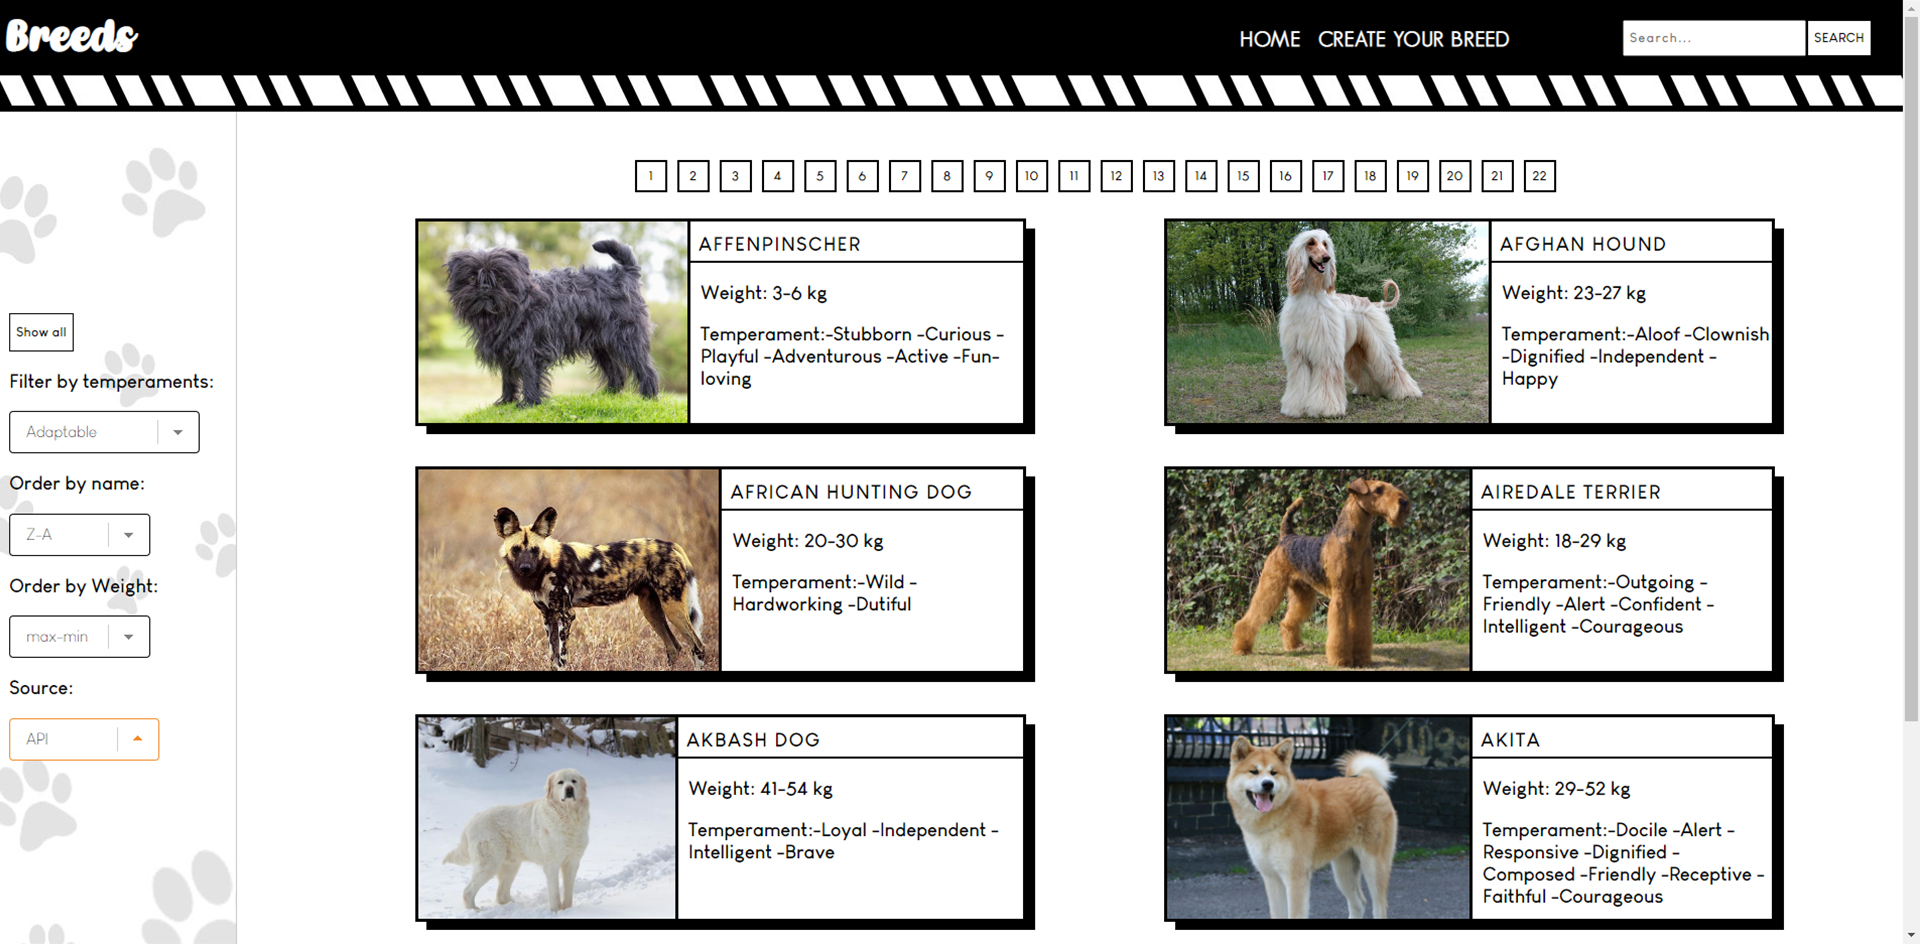 Breeds
HOME CREATE YOUR BREED
Search...
SEARCH
1 2 3 4 5 6 7 8 9 10 11 12 13 14 15 16 17 18 19 20 21 22
Show all
Filter by temperaments:
Adaptable
Order by name:
Z-A
Order by Weight:
max-min
Source:
API
AFFENPINSCHER
Weight: 3-6 kg
Temperament:-Stubborn -Curious -
Playful -Adventurous -Active -Fun-
loving
AFGHAN HOUND
Weight: 23-27 kg
Temperament:-Aloof -Clownish
-Dignified -Independent -
Happy
AFRICAN HUNTING DOG
Weight: 20-30 kg
Temperament:-Wild -
Hardworking -Dutiful
AIREDALE TERRIER
Weight: 18-29 kg
Temperament:-Outgoing -
Friendly -Alert -Confident -
Intelligent -Courageous
AKBASH DOG
Weight: 41-54 kg
Temperament:-Loyal -Independent -
Intelligent -Brave
AKITA
Weight: 29-52 kg
Temperament:-Docile -Alert -
Responsive -Dignified -
Composed -Friendly -Receptive -
Faithful -Courageous